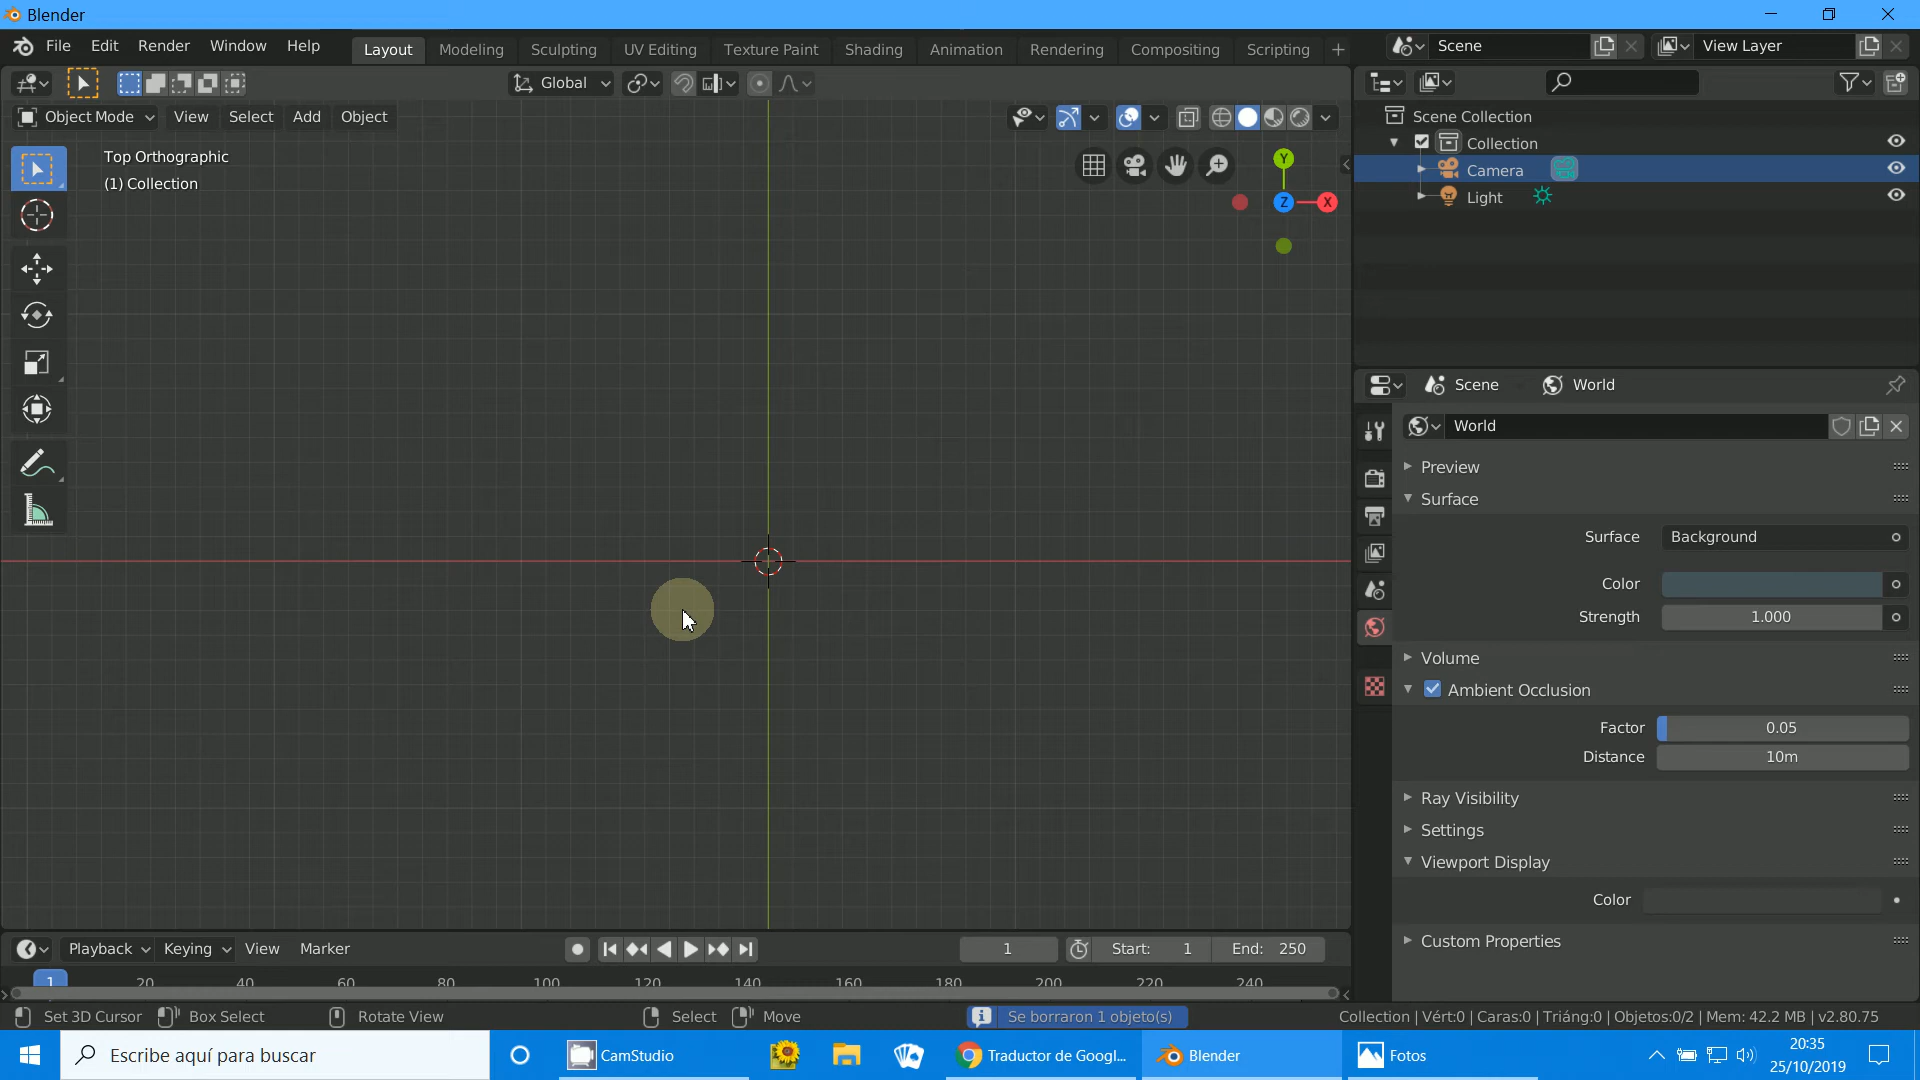 Blender
File Edit Render Window Help Layout Modeling Sculpting UV Editing Texture Paint Shading Animation Rendering Compositing Scripting + Scene View Layer
Global
Object Mode View Select Add Object
Top Orthographic
(1) Collection
Y
Z X
Scene Collection
Collection
Camera
Light
Scene World
World
Preview
Surface
Surface Background
Color
Strength 1.000
Volume
Ambient Occlusion
Factor 0.05
Distance 10m
Ray Visibility
Settings
Viewport Display
Color
Custom Properties
Playback Keying View Marker 1 Start: 1 End: 250
1 20 40 60 80 100 120 140 160 180 200 220 240
Set 3D Cursor Box Select Rotate View Select Move Se borraron 1 objeto(s) Collection | Vért:0 | Caras:0 | Triáng:0 | Objetos:0/2 | Mem: 42.2 MB | v2.80.75
Escribe aquí para buscar CamStudio Traductor de Googl... Blender Fotos 20:35
25/10/2019